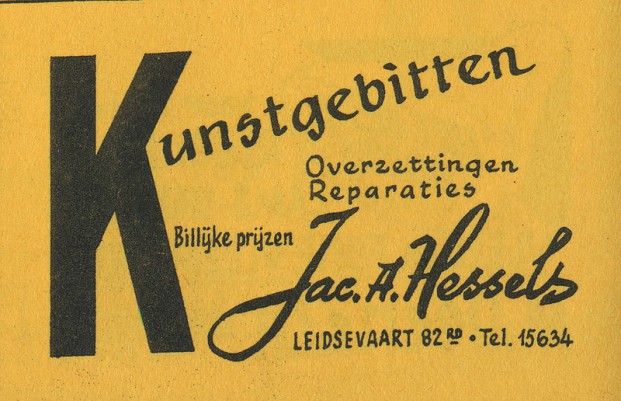 Kunstgebitten
Overzettingen
Reparaties
Billijke prijzen
Jac. A. Hessels
LEIDSEVAART 82RD • Tel. 15634